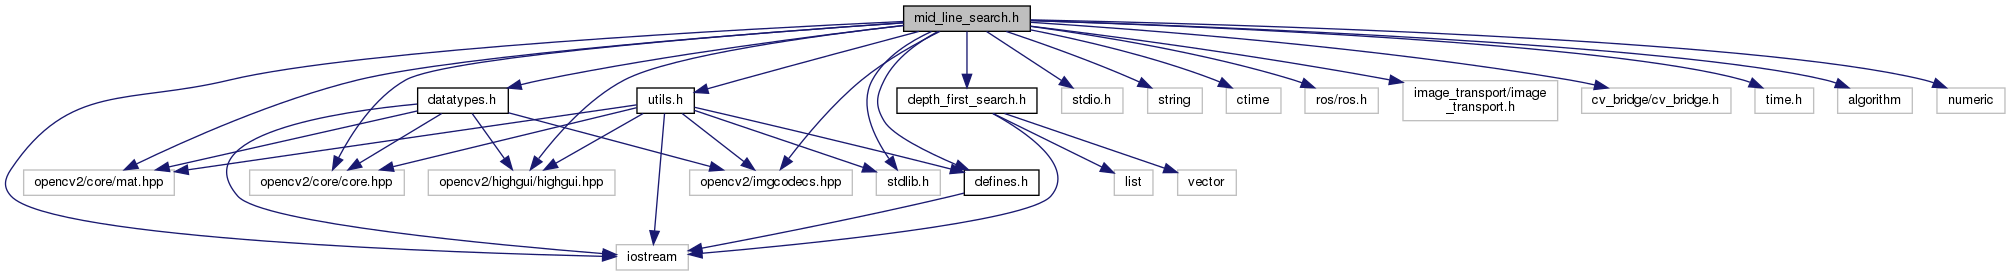 mid_line_search.h
datatypes.h
utils.h
depth_first_search.h
stdio.h
string
ctime
ros/ros.h
image_transport/image
_transport.h
cv_bridge/cv_bridge.h
time.h
algorithm
numeric
opencv2/core/mat.hpp
opencv2/core/core.hpp
opencv2/highgui/highgui.hpp
opencv2/imgcodecs.hpp
stdlib.h
defines.h
list
vector
iostream